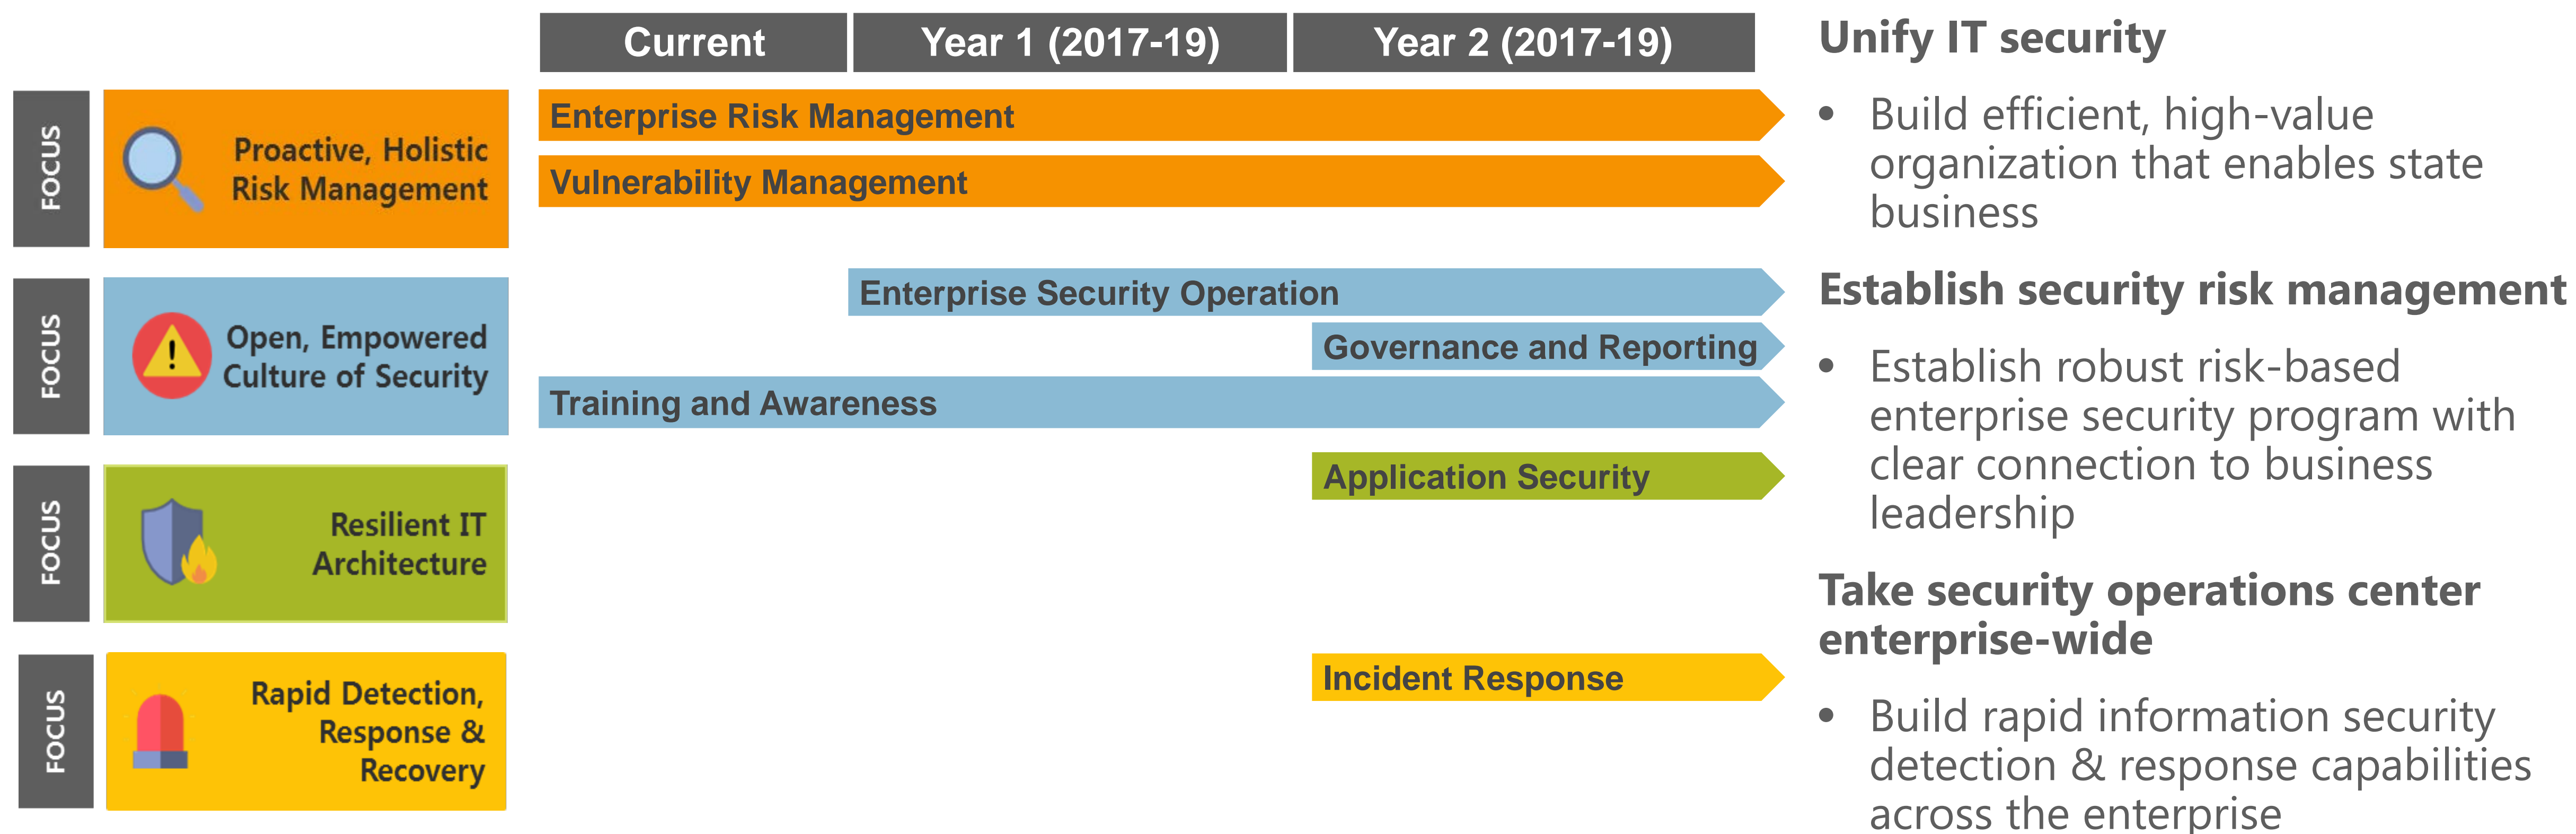 Current
Year 1 (2017-19)
Year 2 (2017-19)
FOCUS
Proactive, Holistic
Risk Management
Enterprise Risk Management
Vulnerability Management
FOCUS
Open, Empowered
Culture of Security
Enterprise Security Operation
Governance and Reporting
Training and Awareness
FOCUS
Resilient IT
Architecture
Application Security
FOCUS
Rapid Detection,
Response &
Recovery
Incident Response
Unify IT security
• Build efficient, high-value
organization that enables state
business
Establish security risk management
• Establish robust risk-based
enterprise security program with
clear connection to business
leadership
Take security operations center
enterprise-wide
• Build rapid information security
detection & response capabilities
across the enterprise